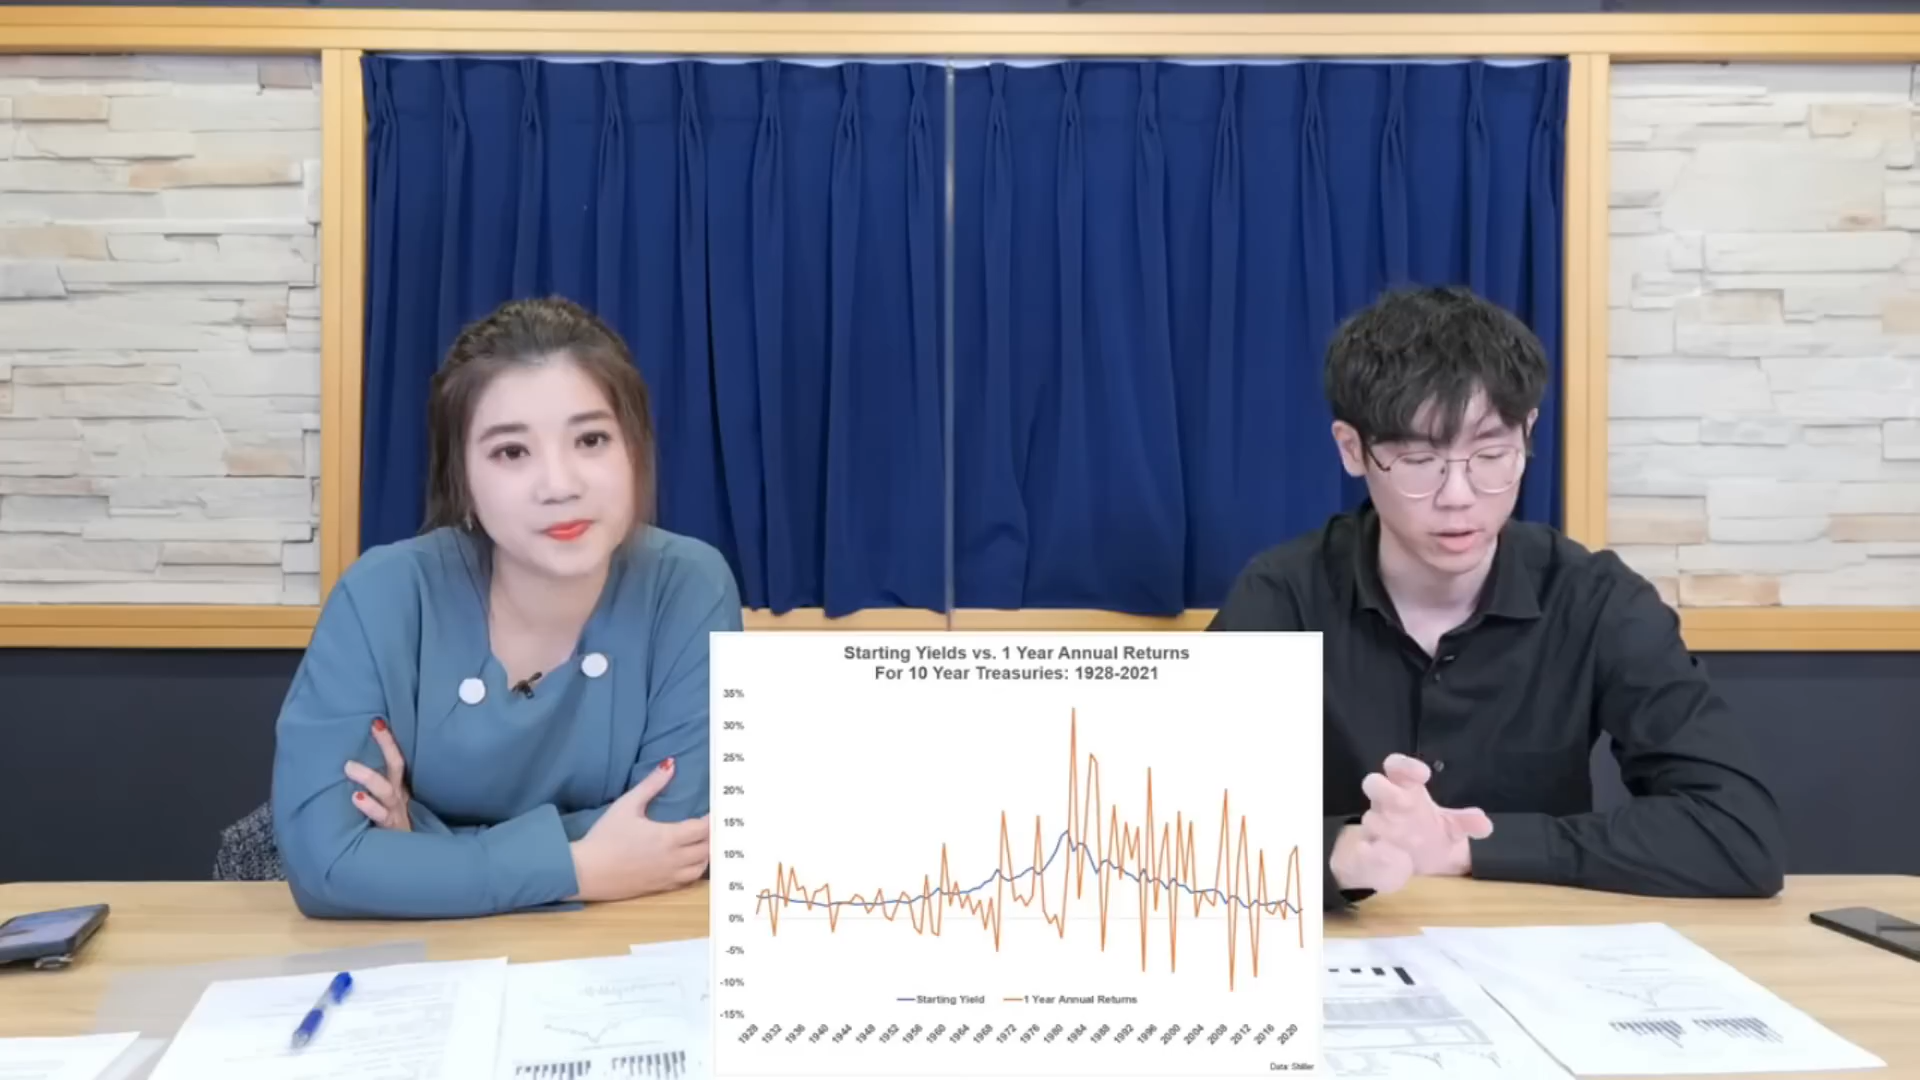 Starting Yields vs. 1 Year Annual Returns
For 10 Year Treasuries: 1928-2021
35%
30%
25%
20%
15%
10%
5%
0%
-5%
-10%
-15%
Starting Yield
1 Year Annual Returns
1928 1932 1936 1940 1944 1948 1952 1956 1960 1964 1968 1972 1976 1980 1984 1988 1992 1996 2000 2004 2008 2012 2016 2020
Data: Shiller